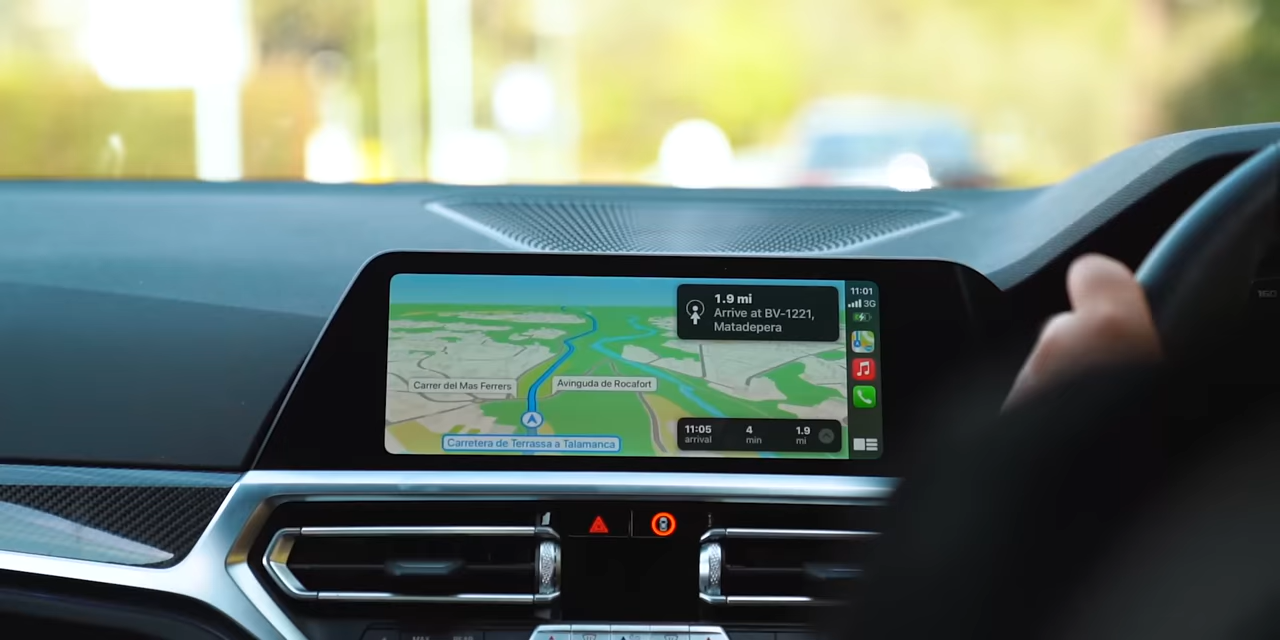 1.9 mi
Arrive at BV-1221,
Matadepera
11:01
3G
Carrer del Mas Ferrers
Avinguda de Rocafort
Carretera de Terrassa a Talamanca
11:05 4 1.9
arrival min mi